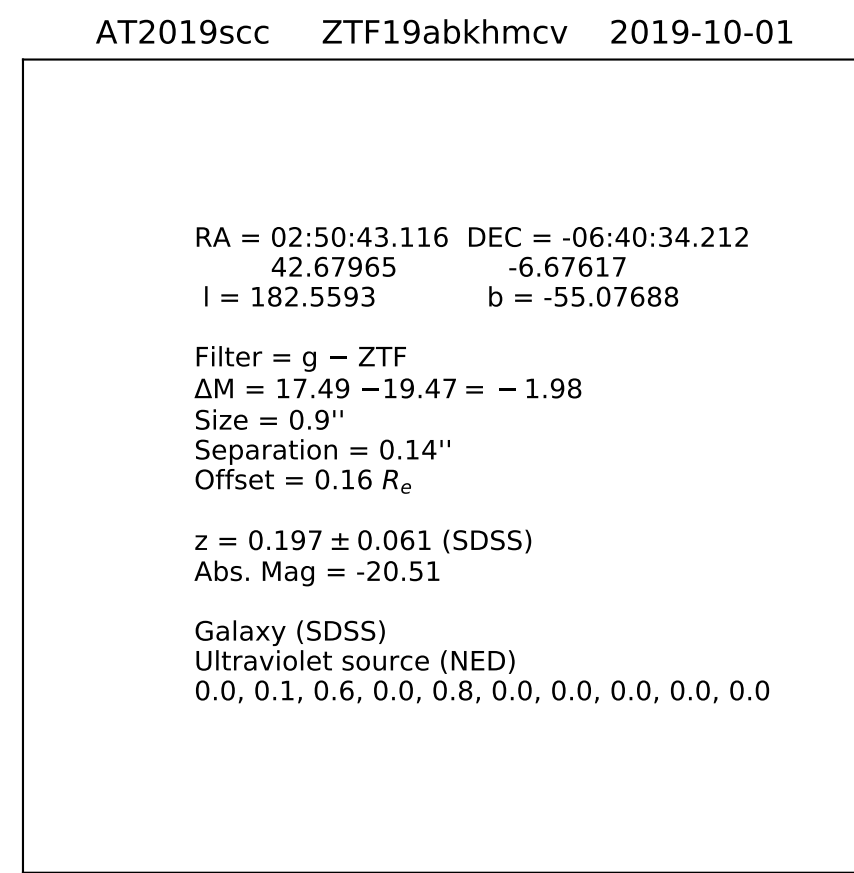 AT2019scc ZTF19abkhmcv 2019-10-01
RA = 02:50:43.116 DEC = -06:40:34.212
42.67965 -6.67617
l = 182.5593 b = -55.07688
Filter = g − ZTF
ΔM = 17.49 −19.47 = − 1.98
Size = 0.9''
Separation = 0.14''
Offset = 0.16 Rₑ
z = 0.197 ± 0.061 (SDSS)
Abs. Mag = -20.51
Galaxy (SDSS)
Ultraviolet source (NED)
0.0, 0.1, 0.6, 0.0, 0.8, 0.0, 0.0, 0.0, 0.0, 0.0